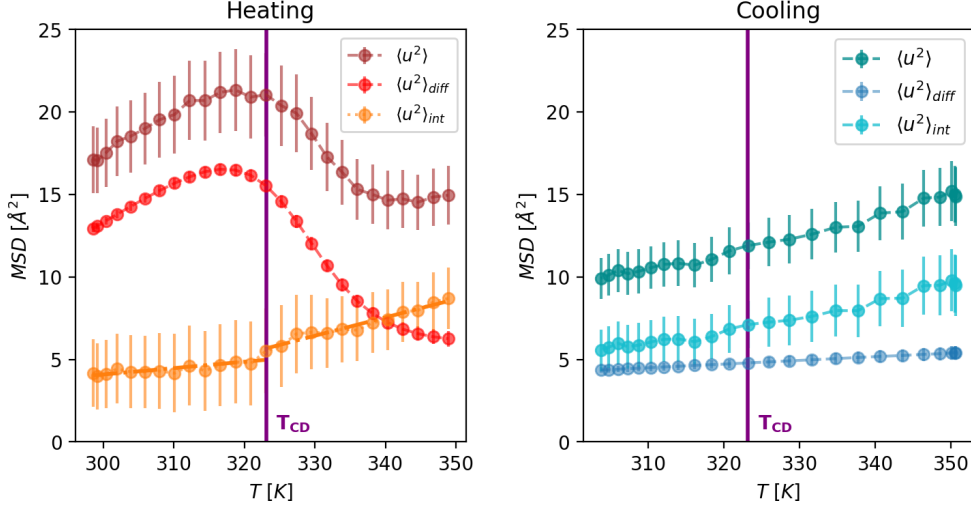 Heating
MSD [Å²]
25
20
15
10
5
0
⟨u²⟩
⟨u²⟩diff
⟨u²⟩int
T_CD
300 310 320 330 340 350
T [K]
Cooling
MSD [Å²]
25
20
15
10
5
0
⟨u²⟩
⟨u²⟩diff
⟨u²⟩int
T_CD
310 320 330 340 350
T [K]